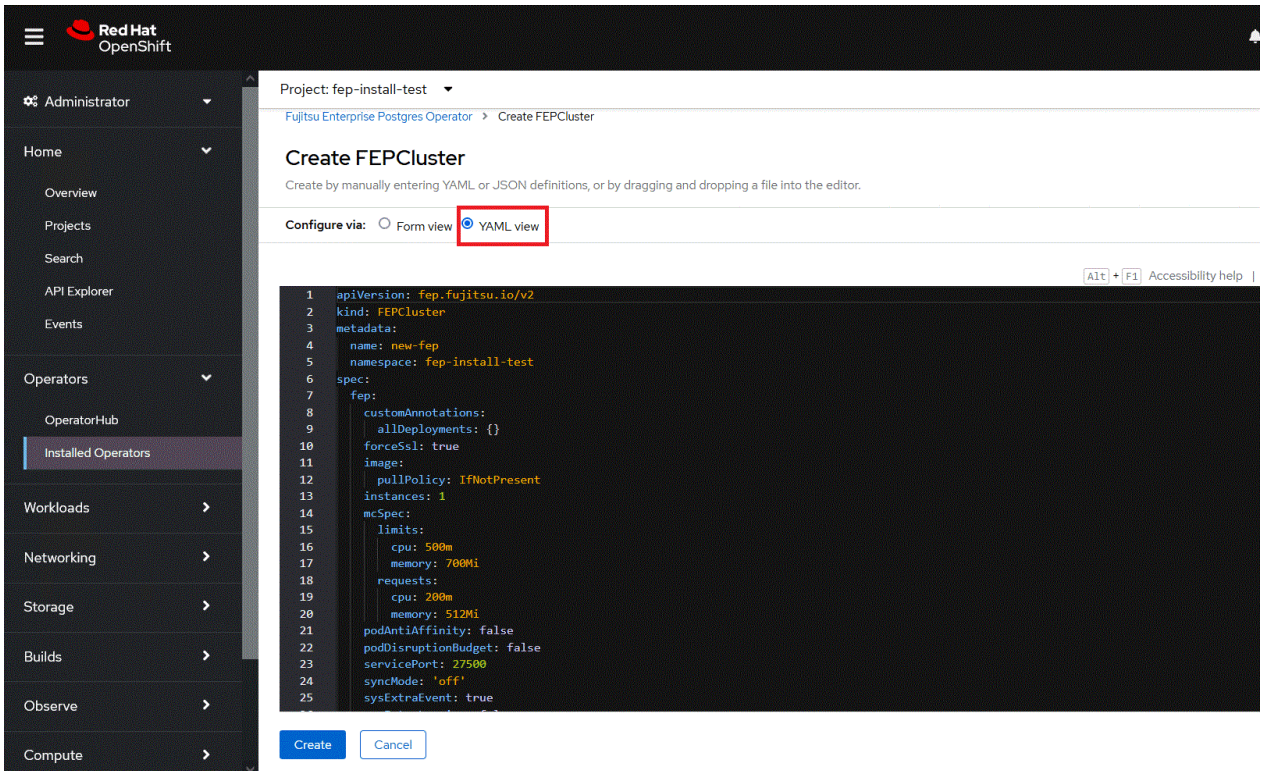 Red Hat
OpenShift
Administrator
Home
Overview
Projects
Search
API Explorer
Events
Operators
OperatorHub
Installed Operators
Workloads
Networking
Storage
Builds
Observe
Compute
Project: fep-install-test
Fujitsu Enterprise Postgres Operator > Create FEPCluster
Create FEPCluster
Create by manually entering YAML or JSON definitions, or by dragging and dropping a file into the editor.
Configure via: Form view YAML view
Alt + F1 Accessibility help |
1 apiVersion: fep.fujitsu.io/v2
2 kind: FEPCluster
3 metadata:
4 name: new-fep
5 namespace: fep-install-test
6 spec:
7 fep:
8 customAnnotations:
9 allDeployments: {}
10 forceSsl: true
11 image:
12 pullPolicy: IfNotPresent
13 instances: 1
14 mcSpec:
15 limits:
16 cpu: 500m
17 memory: 700Mi
18 requests:
19 cpu: 200m
20 memory: 512Mi
21 podAntiAffinity: false
22 podDisruptionBudget: false
23 servicePort: 27500
24 syncMode: 'off'
25 sysExtraEvent: true
Create Cancel